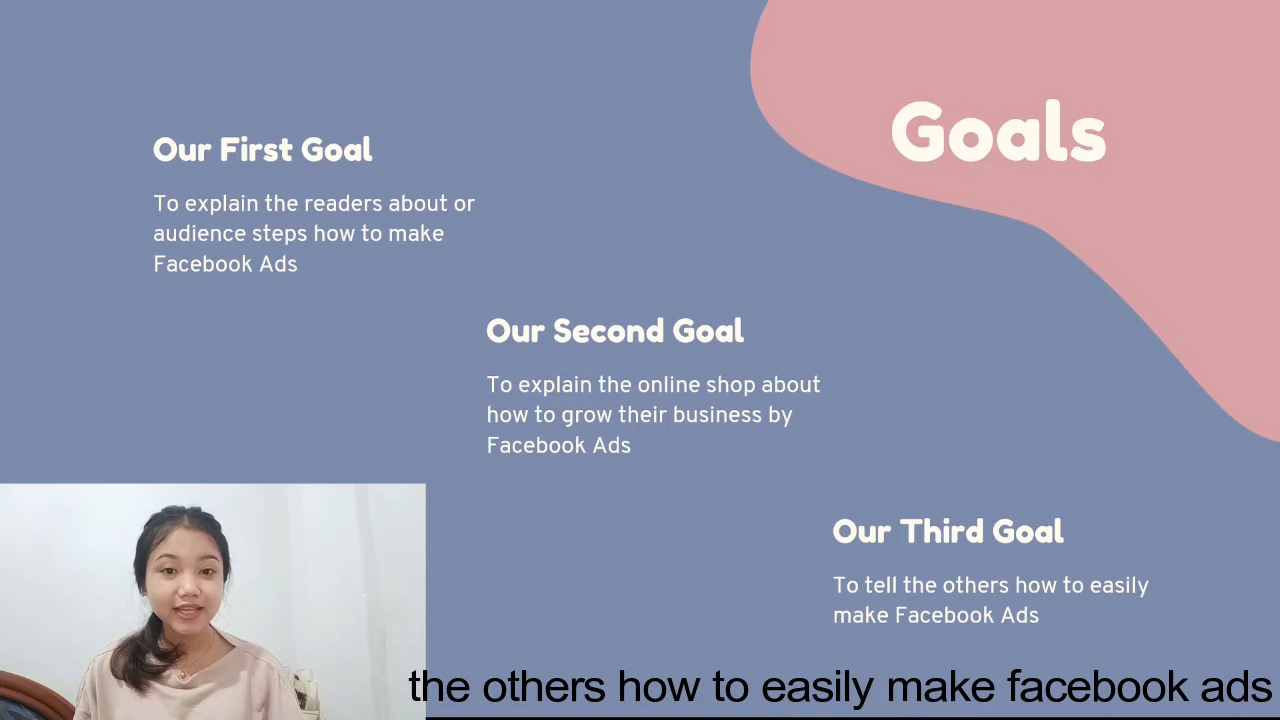 Goals
Our First Goal
To explain the readers about or
audience steps how to make
Facebook Ads
Our Second Goal
To explain the online shop about
how to grow their business by
Facebook Ads
Our Third Goal
To tell the others how to easily
make Facebook Ads
the others how to easily make facebook ads